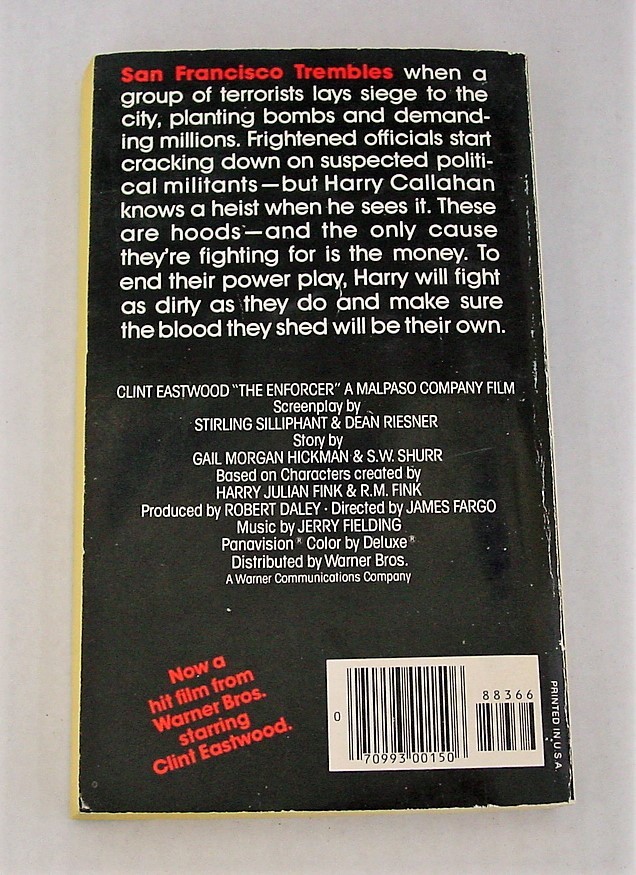 San Francisco Trembles when a
group of terrorists lays siege to the
city, planting bombs and demand-
ing millions. Frightened officials start
cracking down on suspected politi-
cal militants—but Harry Callahan
knows a heist when he sees it. These
are hoods—and the only cause
they're fighting for is the money. To
end their power play, Harry will fight
as dirty as they do and make sure
the blood they shed will be their own.
CLINT EASTWOOD "THE ENFORCER" A MALPASO COMPANY FILM
Screenplay by
STIRLING SILLIPHANT & DEAN RIESNER
Story by
GAIL MORGAN HICKMAN & S.W. SHURR
Based on Characters created by
HARRY JULIAN FINK & R.M. FINK
Produced by ROBERT DALEY · Directed by JAMES FARGO
Music by JERRY FIELDING
Panavision® Color by Deluxe®
Distributed by Warner Bros.
A Warner Communications Company
Now a
hit film from
Warner Bros.
starring
Clint Eastwood.
88366
0
70993 00150
PRINTED IN U.S.A.